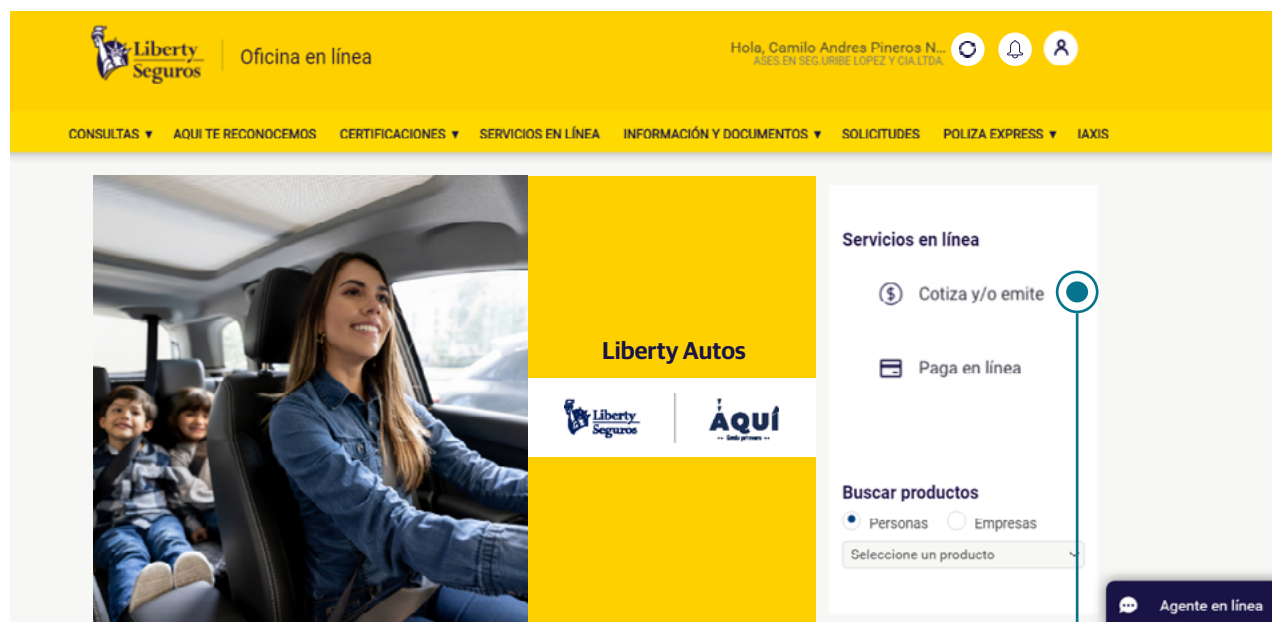 Liberty
Seguros
Oficina en línea
Hola, Camilo Andres Pineros N...
ASES.EN SEG.URIBE LOPEZ Y CIA.LTDA.
CONSULTAS ▼ AQUI TE RECONOCEMOS CERTIFICACIONES ▼ SERVICIOS EN LÍNEA INFORMACIÓN Y DOCUMENTOS ▼ SOLICITUDES POLIZA EXPRESS ▼ IAXIS
Liberty Autos
Liberty
Seguros
AQUÍ
Servicios en línea
Cotiza y/o emite
Paga en línea
Buscar productos
Personas Empresas
Seleccione un producto
Agente en línea